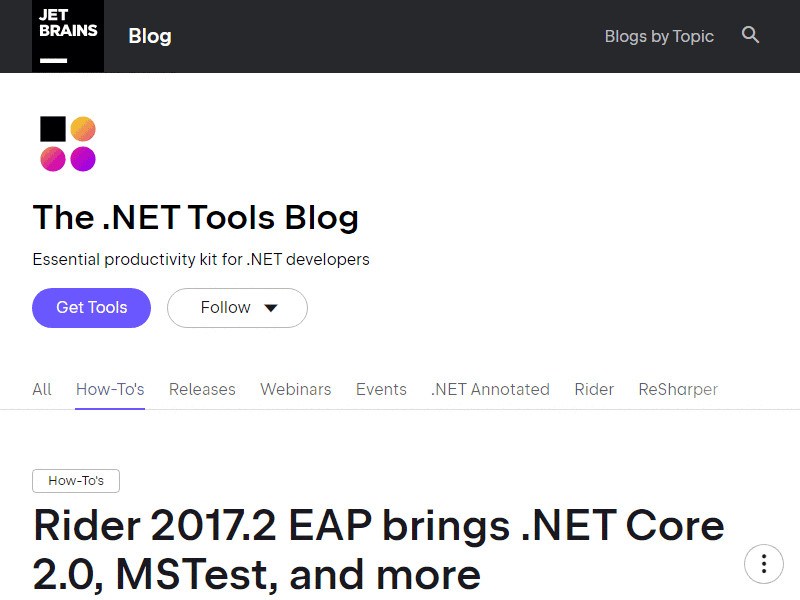 JET
BRAINS
Blog
Blogs by Topic
The .NET Tools Blog
Essential productivity kit for .NET developers
Get Tools
Follow
All How-To's Releases Webinars Events .NET Annotated Rider ReSharper
How-To's
Rider 2017.2 EAP brings .NET Core
2.0, MSTest, and more